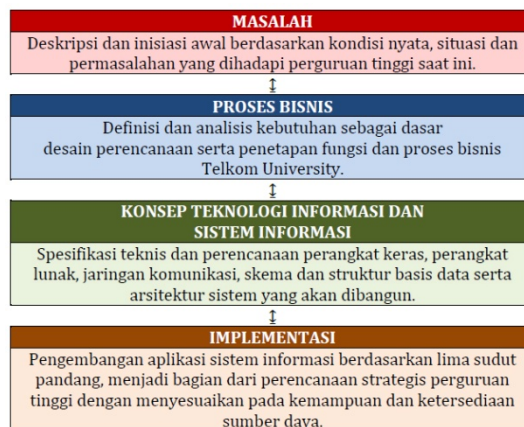 MASALAH
Deskripsi dan inisiasi awal berdasarkan kondisi nyata, situasi dan
permasalahan yang dihadapi perguruan tinggi saat ini.
↕
PROSES BISNIS
Definisi dan analisis kebutuhan sebagai dasar
desain perencanaan serta penetapan fungsi dan proses bisnis
Telkom University.
↕
KONSEP TEKNOLOGI INFORMASI DAN
SISTEM INFORMASI
Spesifikasi teknis dan perencanaan perangkat keras, perangkat
lunak, jaringan komunikasi, skema dan struktur basis data serta
arsitektur sistem yang akan dibangun.
↕
IMPLEMENTASI
Pengembangan aplikasi sistem informasi berdasarkan lima sudut
pandang, menjadi bagian dari perencanaan strategis perguruan
tinggi dengan menyesuaikan pada kemampuan dan ketersediaan
sumber daya.